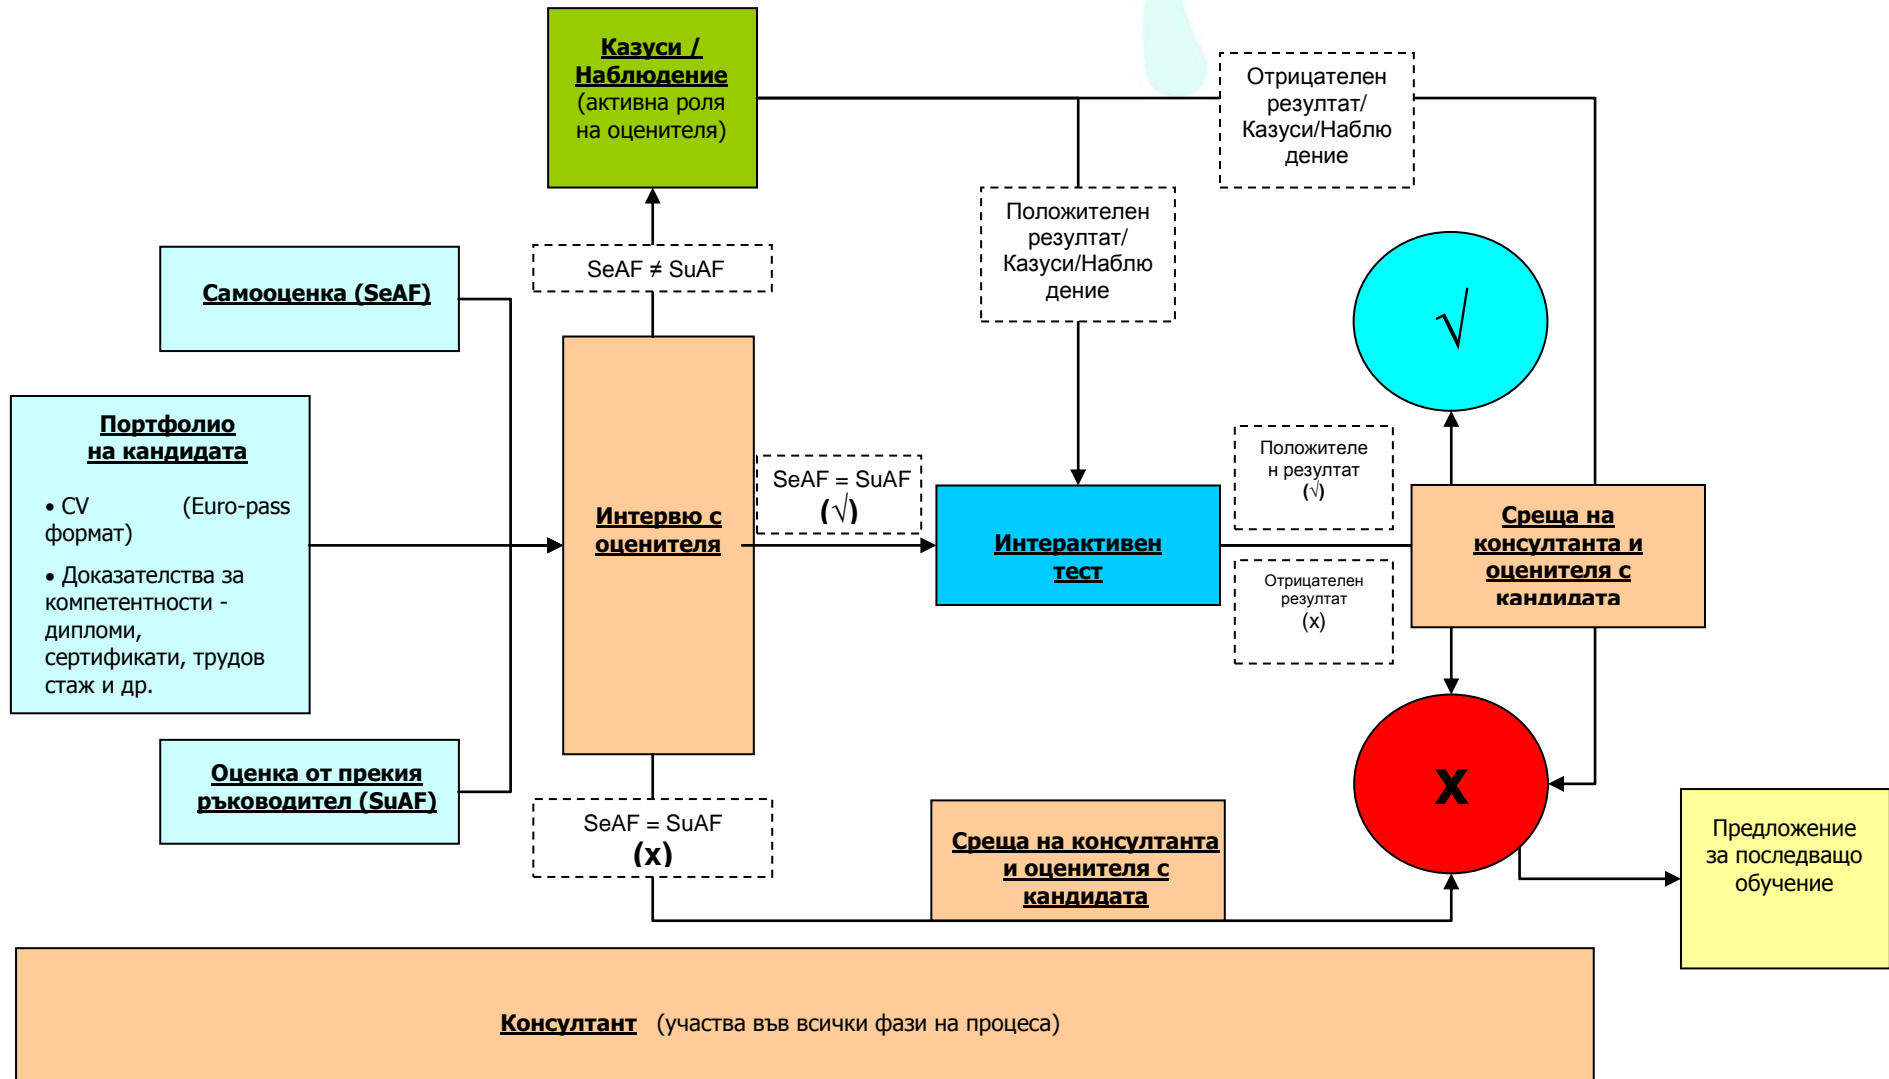 Казуси /
Наблюдение
(активна роля
на оценителя)
Отрицателен
резултат/
Казуси/Наблю
дение
Положителен
резултат/
Казуси/Наблю
дение
SeAF ≠ SuAF
Самооценка (SeAF)
√
Портфолио
на кандидата
• CV (Euro-pass
формат)
• Доказателства за
компетентности -
дипломи,
сертификати, трудов
стаж и др.
Интервю с
оценителя
SeAF = SuAF
(√)
Интерактивен
тест
Положителе
н резултат
(√)
Отрицателен
резултат
(x)
Среща на
консултанта и
оценителя с
кандидата
Оценка от прекия
ръководител (SuAF)
SeAF = SuAF
(x)
Среща на консултанта
и оценителя с
кандидата
x
Предложение
за последващо
обучение
Консултант (участва във всички фази на процеса)